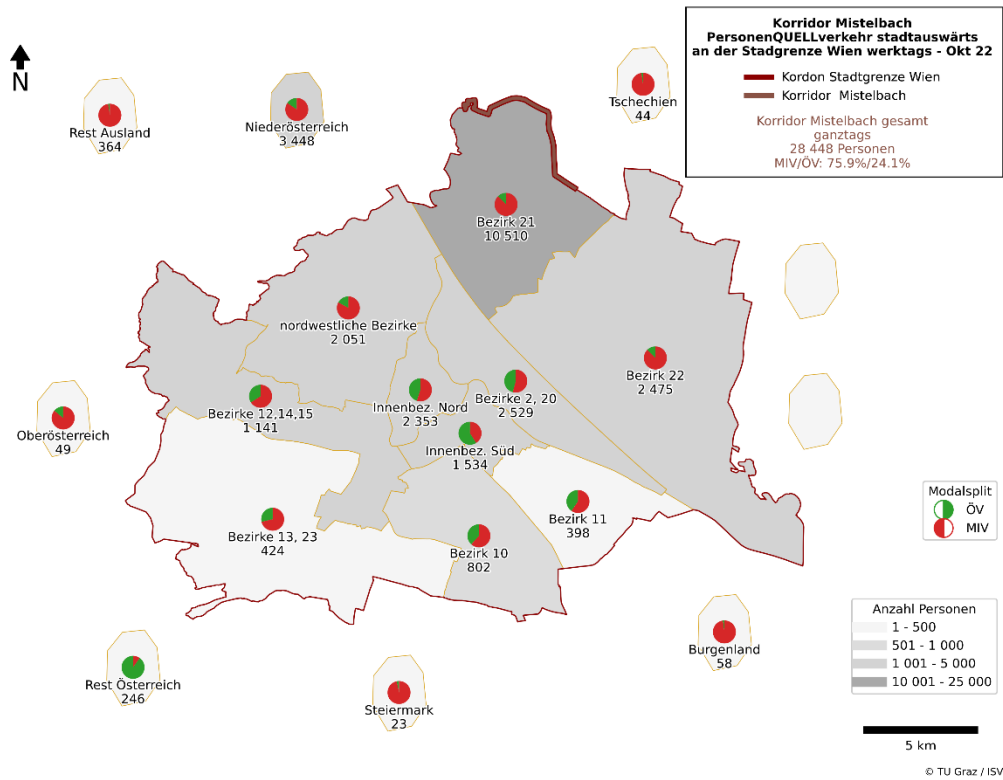 Korridor Mistelbach
PersonenQUELLverkehr stadtauswärts
an der Stadgrenze Wien werktags - Okt 22
Kordon Stadtgrenze Wien
Korridor Mistelbach
Korridor Mistelbach gesamt
ganztags
28 448 Personen
MIV/ÖV: 75.9%/24.1%
N
Rest Ausland
364
Niederösterreich
3 448
Tschechien
44
Bezirk 21
10 510
nordwestliche Bezirke
2 051
Bezirk 22
2 475
Bezirke 12,14,15
1 141
Innenbez. Nord
2 353
Bezirke 2, 20
2 529
Oberösterreich
49
Innenbez. Süd
1 534
Bezirke 13, 23
424
Bezirk 10
802
Bezirk 11
398
Modalsplit
ÖV
MIV
Rest Österreich
246
Steiermark
23
Burgenland
58
Anzahl Personen
1 - 500
501 - 1 000
1 001 - 5 000
10 001 - 25 000
5 km
© TU Graz / ISV